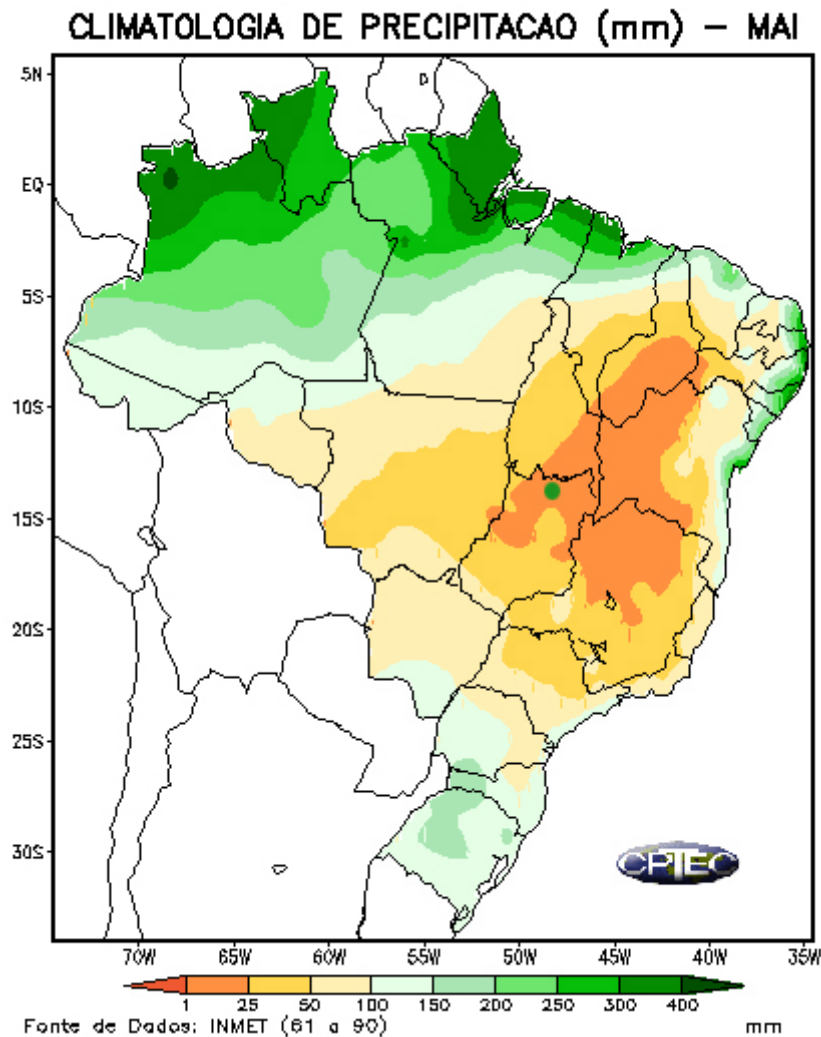 CLIMATOLOGIA DE PRECIPITACAO (mm) – MAI
5N
EQ
5S
10S
15S
20S
25S
30S
CPTEC
70W 65W 60W 55W 50W 45W 40W 35W
1 25 50 100 150 200 250 300 400
Fonte de Dados: INMET (61 a 90) mm